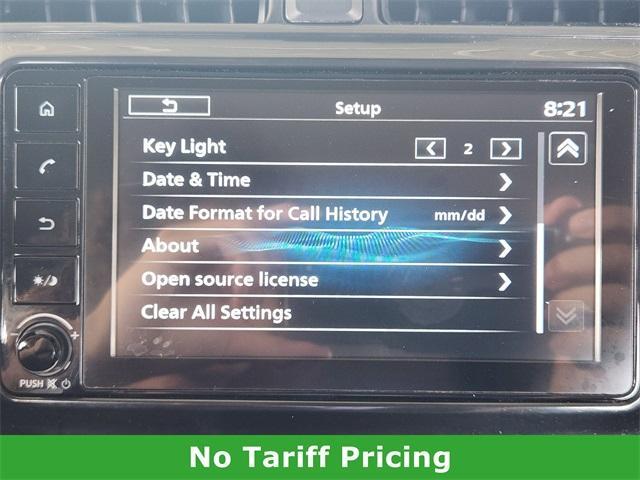 Setup
8:21
Key Light 2
Date & Time
Date Format for Call History mm/dd
About
Open source license
Clear All Settings
PUSH
No Tariff Pricing